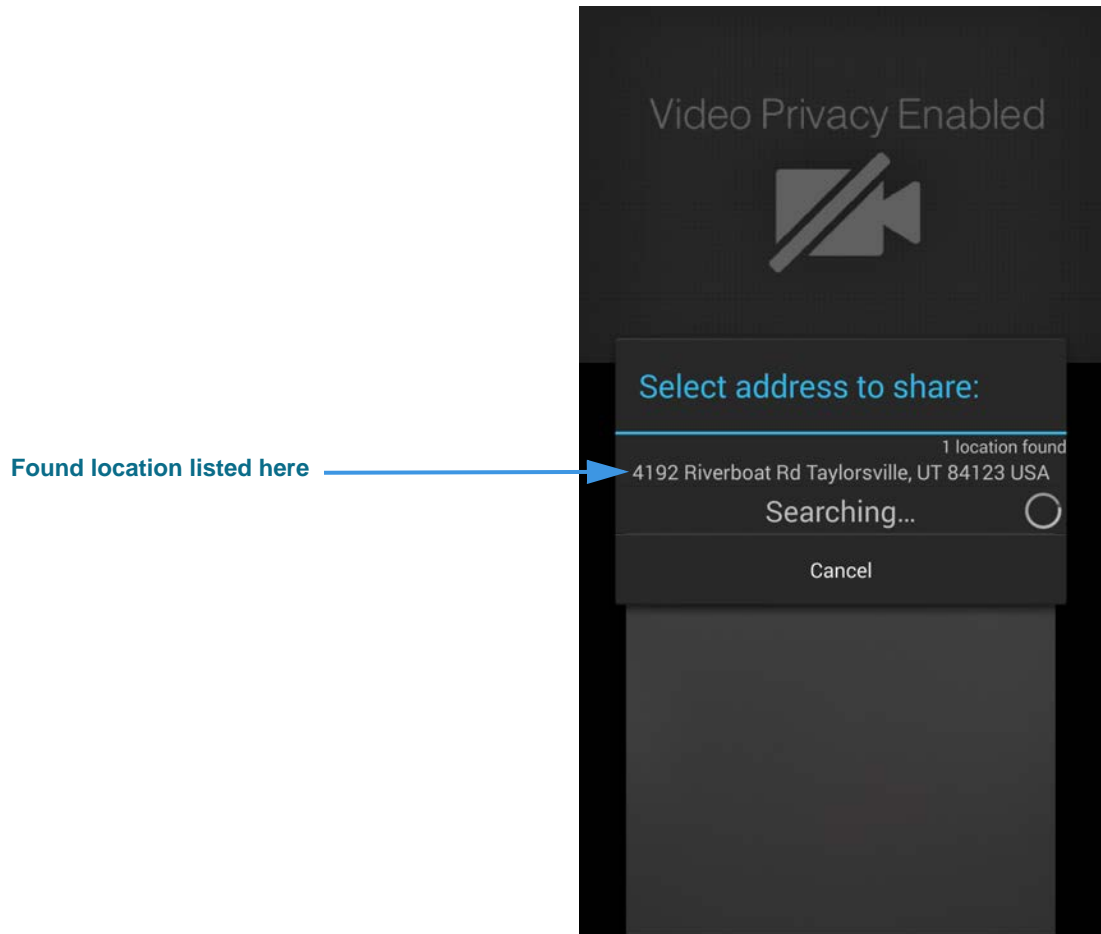 Video Privacy Enabled
Select address to share:
1 location found
Found location listed here
4192 Riverboat Rd Taylorsville, UT 84123 USA
Searching...
Cancel